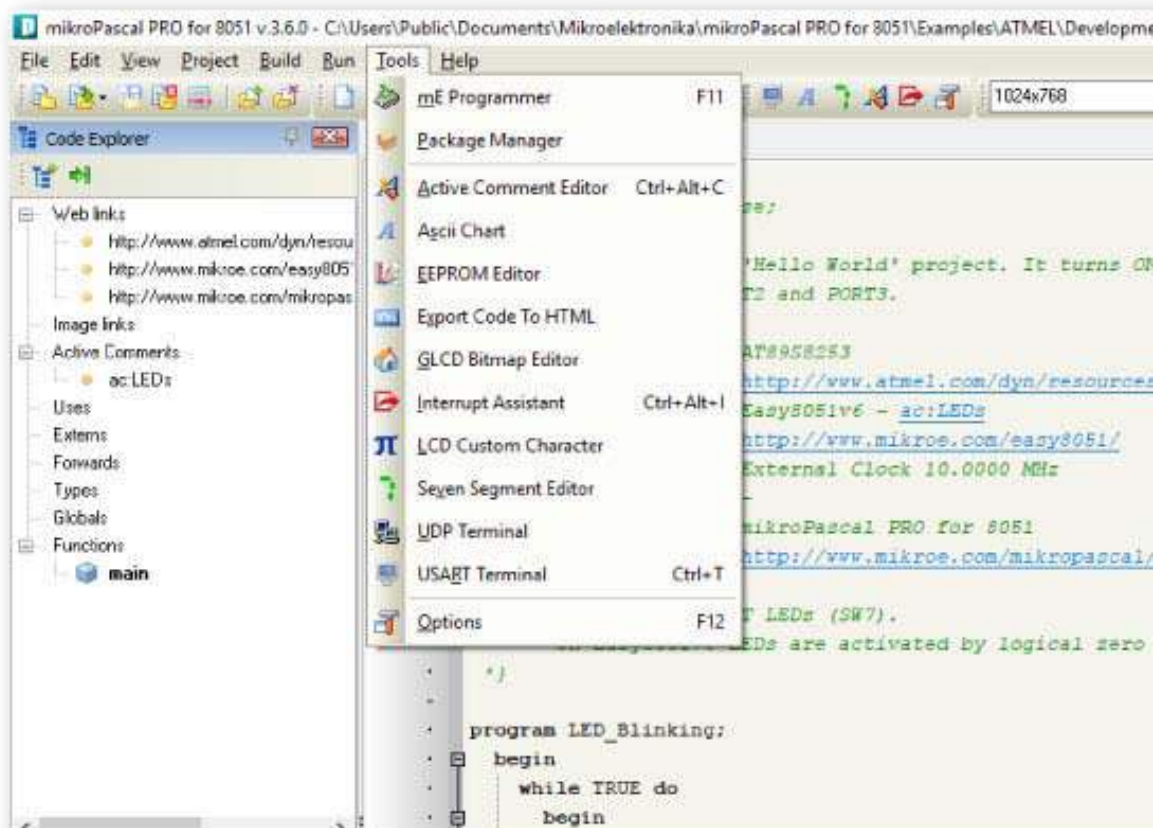 mikroPascal PRO for 8051 v.3.6.0 - C:\Users\Public\Documents\Mikroelektronika\mikroPascal PRO for 8051\Examples\ATMEL\Developme
File Edit View Project Build Run Tools Help
1024x768
Code Explorer
Web links
http://www.atmel.com/dyn/resou
http://www.mikroe.com/easy805
http://www.mikroe.com/mikropas
Image links
Active Comments
ac:LEDs
Uses
Externs
Forwards
Types
Globals
Functions
main
mE Programmer F11
Package Manager
Active Comment Editor Ctrl+Alt+C
Ascii Chart
EEPROM Editor
Export Code To HTML
GLCD Bitmap Editor
Interrupt Assistant Ctrl+Alt+I
LCD Custom Character
Seven Segment Editor
UDP Terminal
USART Terminal Ctrl+T
Options F12
se;
'Hello World' project. It turns ON
T2 and PORT3.
AT89S8253
http://www.atmel.com/dyn/resources
Easy8051v6 - ac:LEDs
http://www.mikroe.com/easy8051/
External Clock 10.0000 MHz
-
mikroPascal PRO for 8051
http://www.mikroe.com/mikropascal/
T LEDs (SW7).
LEDs are activated by logical zero
*)
program LED_Blinking;
begin
while TRUE do
begin